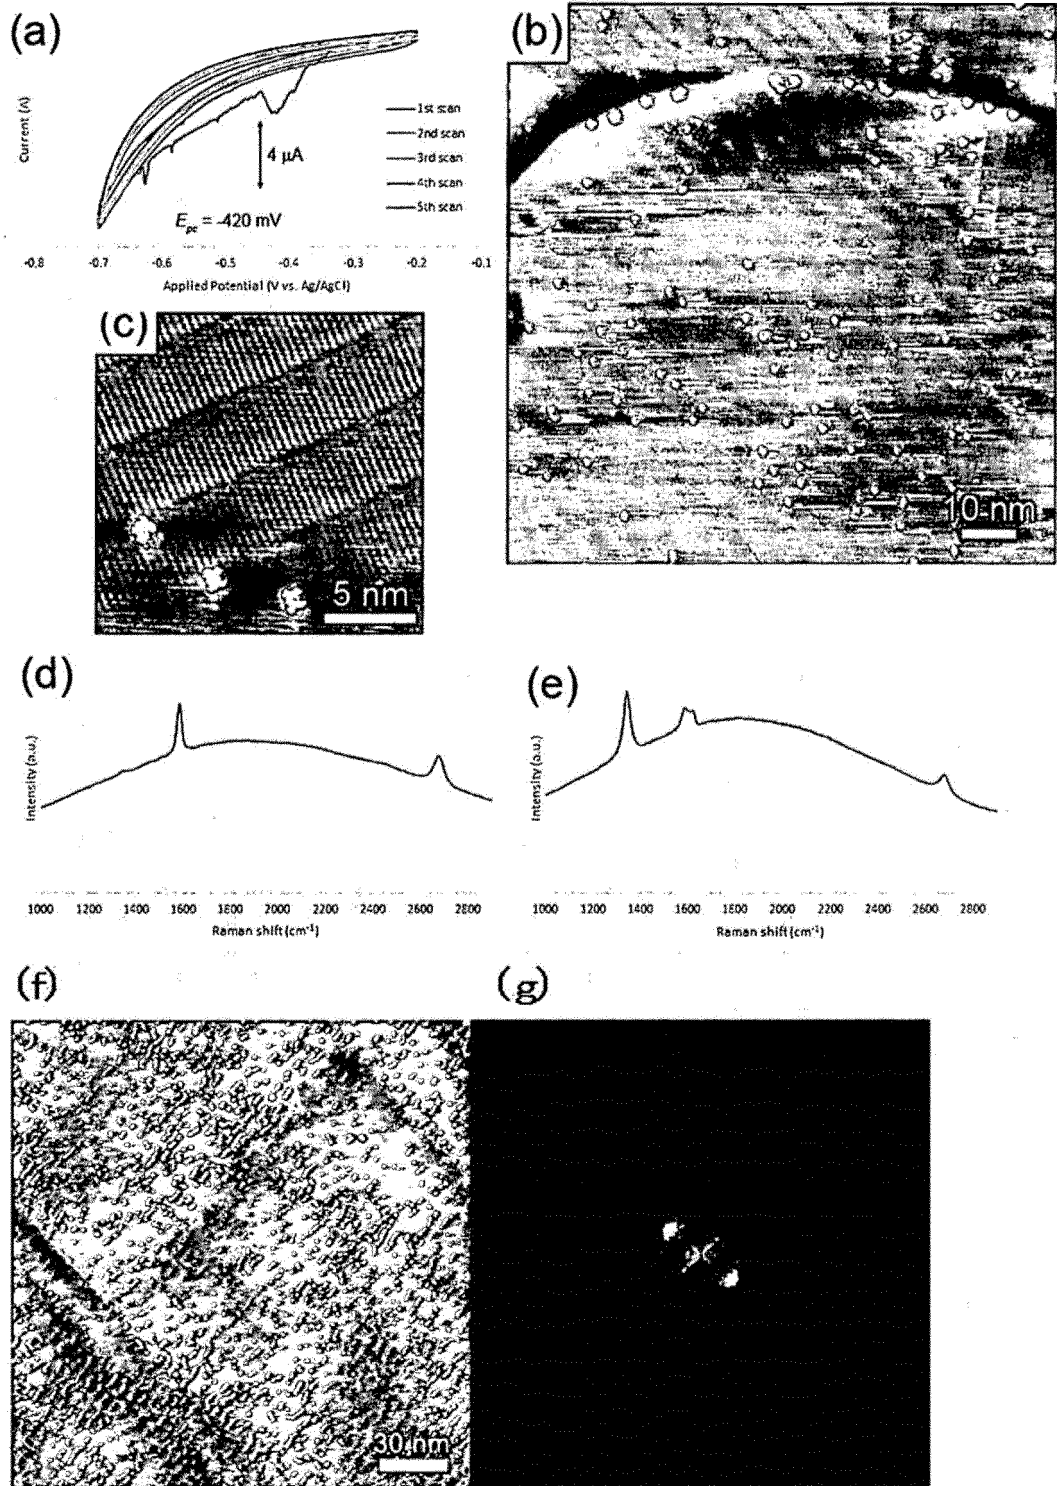 (a)
Current (A)
1st scan
2nd scan
3rd scan
4th scan
5th scan
4 µA
Epc = -420 mV
-0.8 -0.7 -0.6 -0.5 -0.4 -0.3 -0.2 -0.1
Applied Potential (V vs. Ag/AgCl)
(b)
10 nm
(c)
5 nm
(d)
Intensity (a.u.)
1000 1200 1400 1600 1800 2000 2200 2400 2600 2800
Raman shift (cm-1)
(e)
Intensity (a.u.)
1000 1200 1400 1600 1800 2000 2200 2400 2600 2800
Raman shift (cm-1)
(f)
30 nm
(g)